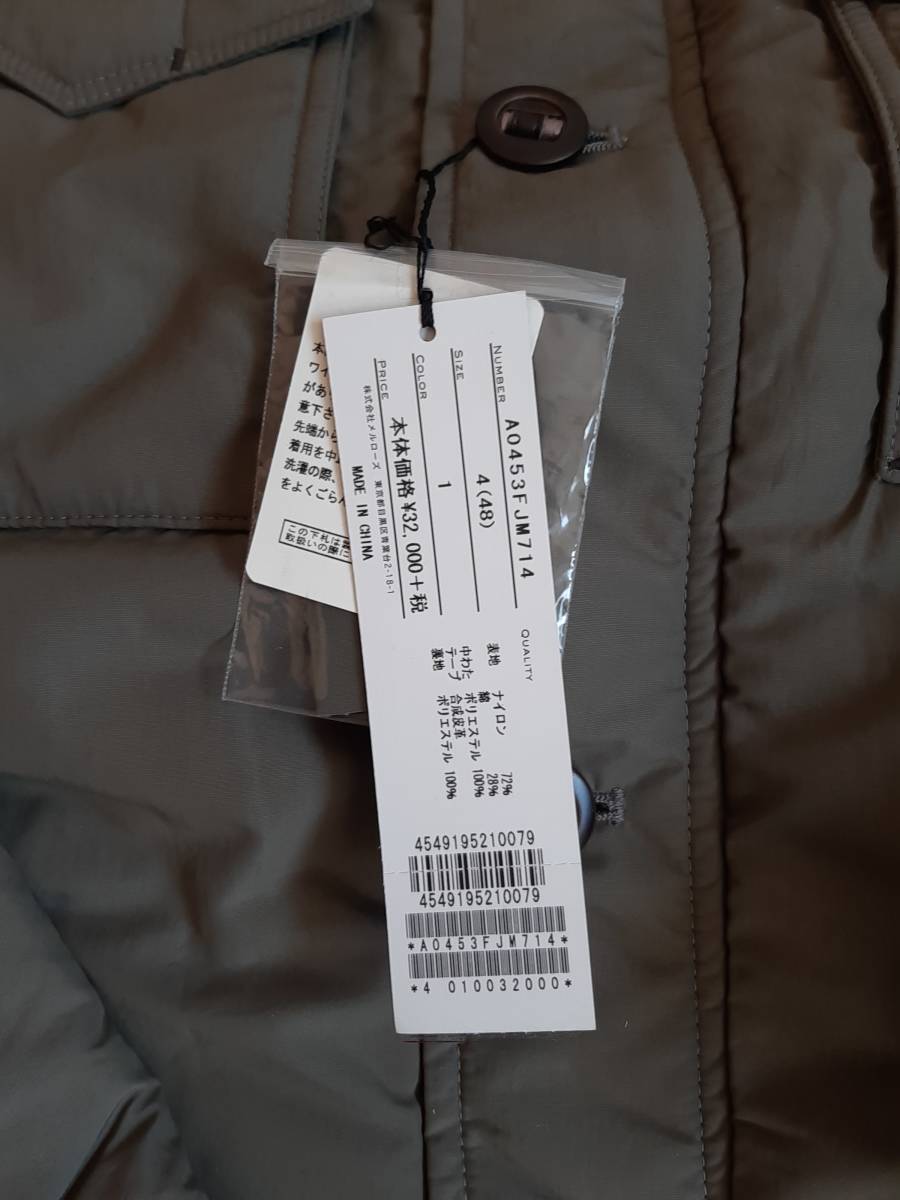 NUMBER A0453FJM714
SIZE 4(48)
COLOR 1
PRICE 本体価格¥32,000+税
株式会社メルローズ 東京都目黒区青葉台2-18-1
MADE IN CHINA
QUALITY
表地 ナイロン 72%
綿 28%
中わた ポリエステル 100%
テープ 合成皮革
裏地 ポリエステル 100%
4549195210079
4549195210079
*A0453FJM714*
*4 010032000*
本
ワイ
があ
意下さ
先端から
着用を中
洗濯の際、
をよくごらん
この下札は
取扱いの際に